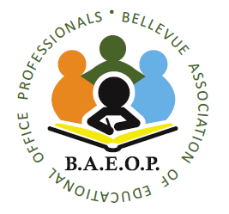 BELLEVUE ASSOCIATION OF EDUCATIONAL OFFICE PROFESSIONALS •
B.A.E.O.P.